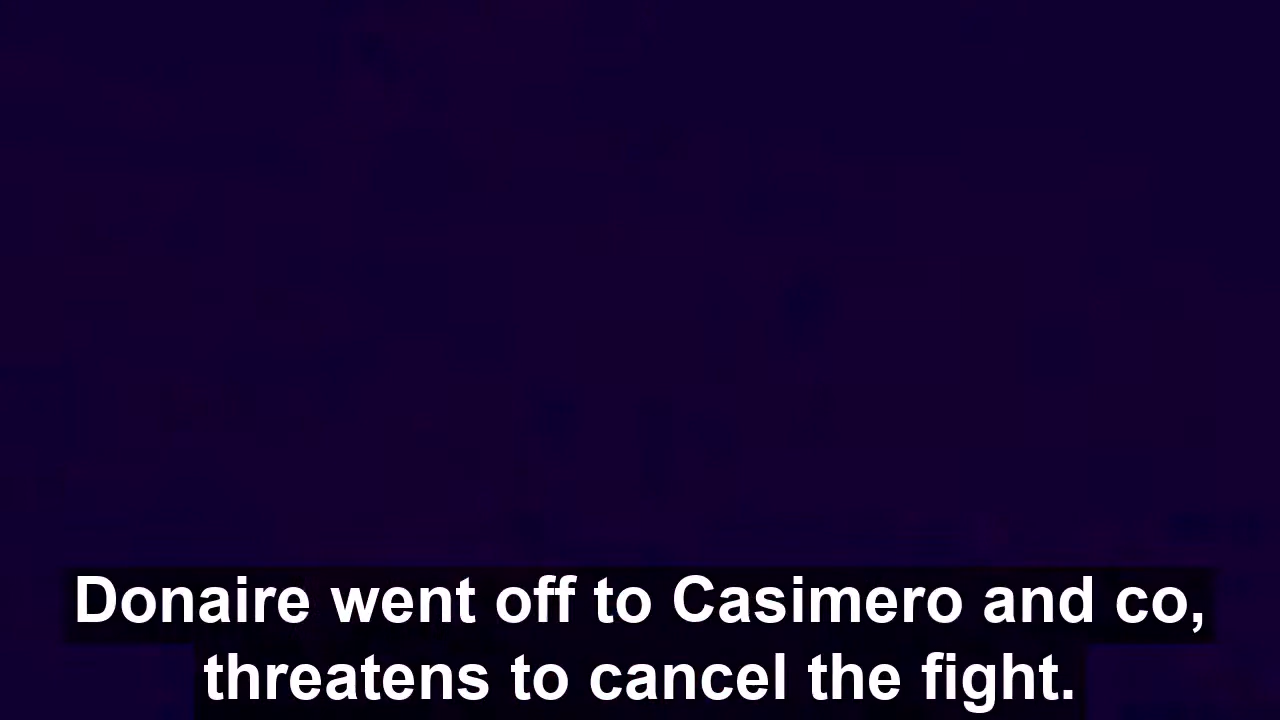 Donaire went off to Casimero and co,
threatens to cancel the fight.